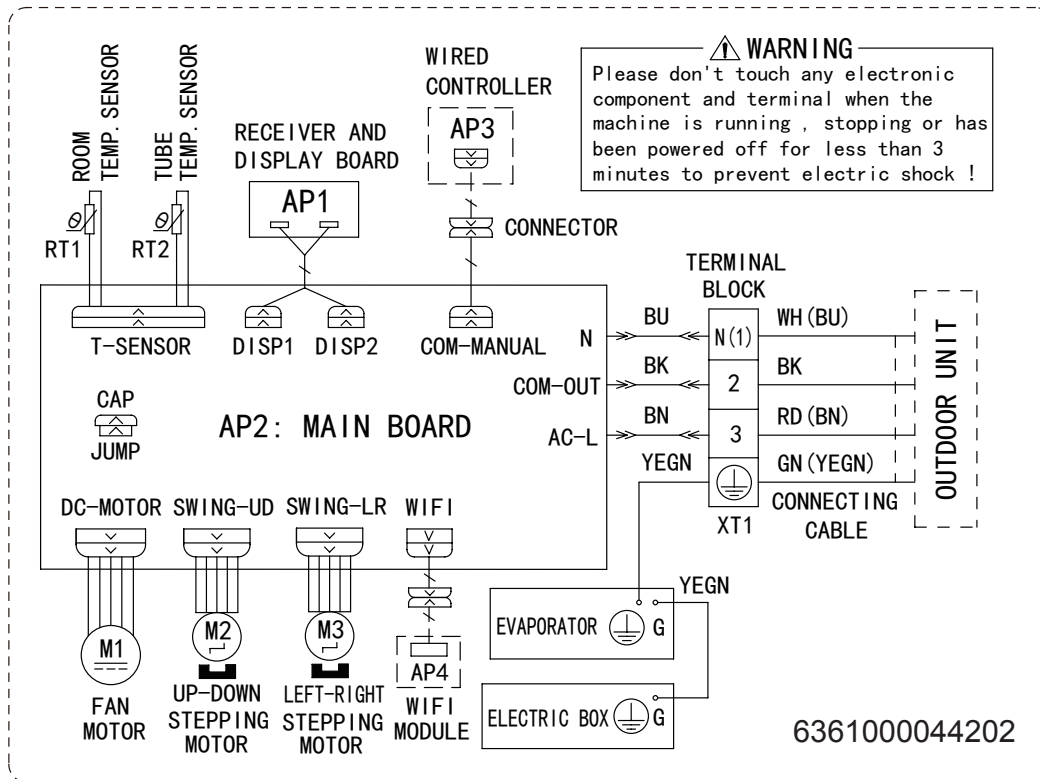 WARNING
Please don't touch any electronic
component and terminal when the
machine is running , stopping or has
been powered off for less than 3
minutes to prevent electric shock !
ROOM
TEMP. SENSOR
TUBE
TEMP. SENSOR
RT1
RT2
RECEIVER AND
DISPLAY BOARD
AP1
WIRED
CONTROLLER
AP3
CONNECTOR
T-SENSOR
DISP1
DISP2
COM-MANUAL
CAP
JUMP
AP2: MAIN BOARD
N
COM-OUT
AC-L
BU
BK
BN
YEGN
TERMINAL
BLOCK
N(1)
2
3
XT1
WH(BU)
BK
RD(BN)
GN(YEGN)
CONNECTING
CABLE
OUTDOOR UNIT
DC-MOTOR
SWING-UD
SWING-LR
WIFI
M1
FAN
MOTOR
M2
UP-DOWN
STEPPING
MOTOR
M3
LEFT-RIGHT
STEPPING
MOTOR
AP4
WIFI
MODULE
YEGN
EVAPORATOR
G
ELECTRIC BOX
G
6361000044202